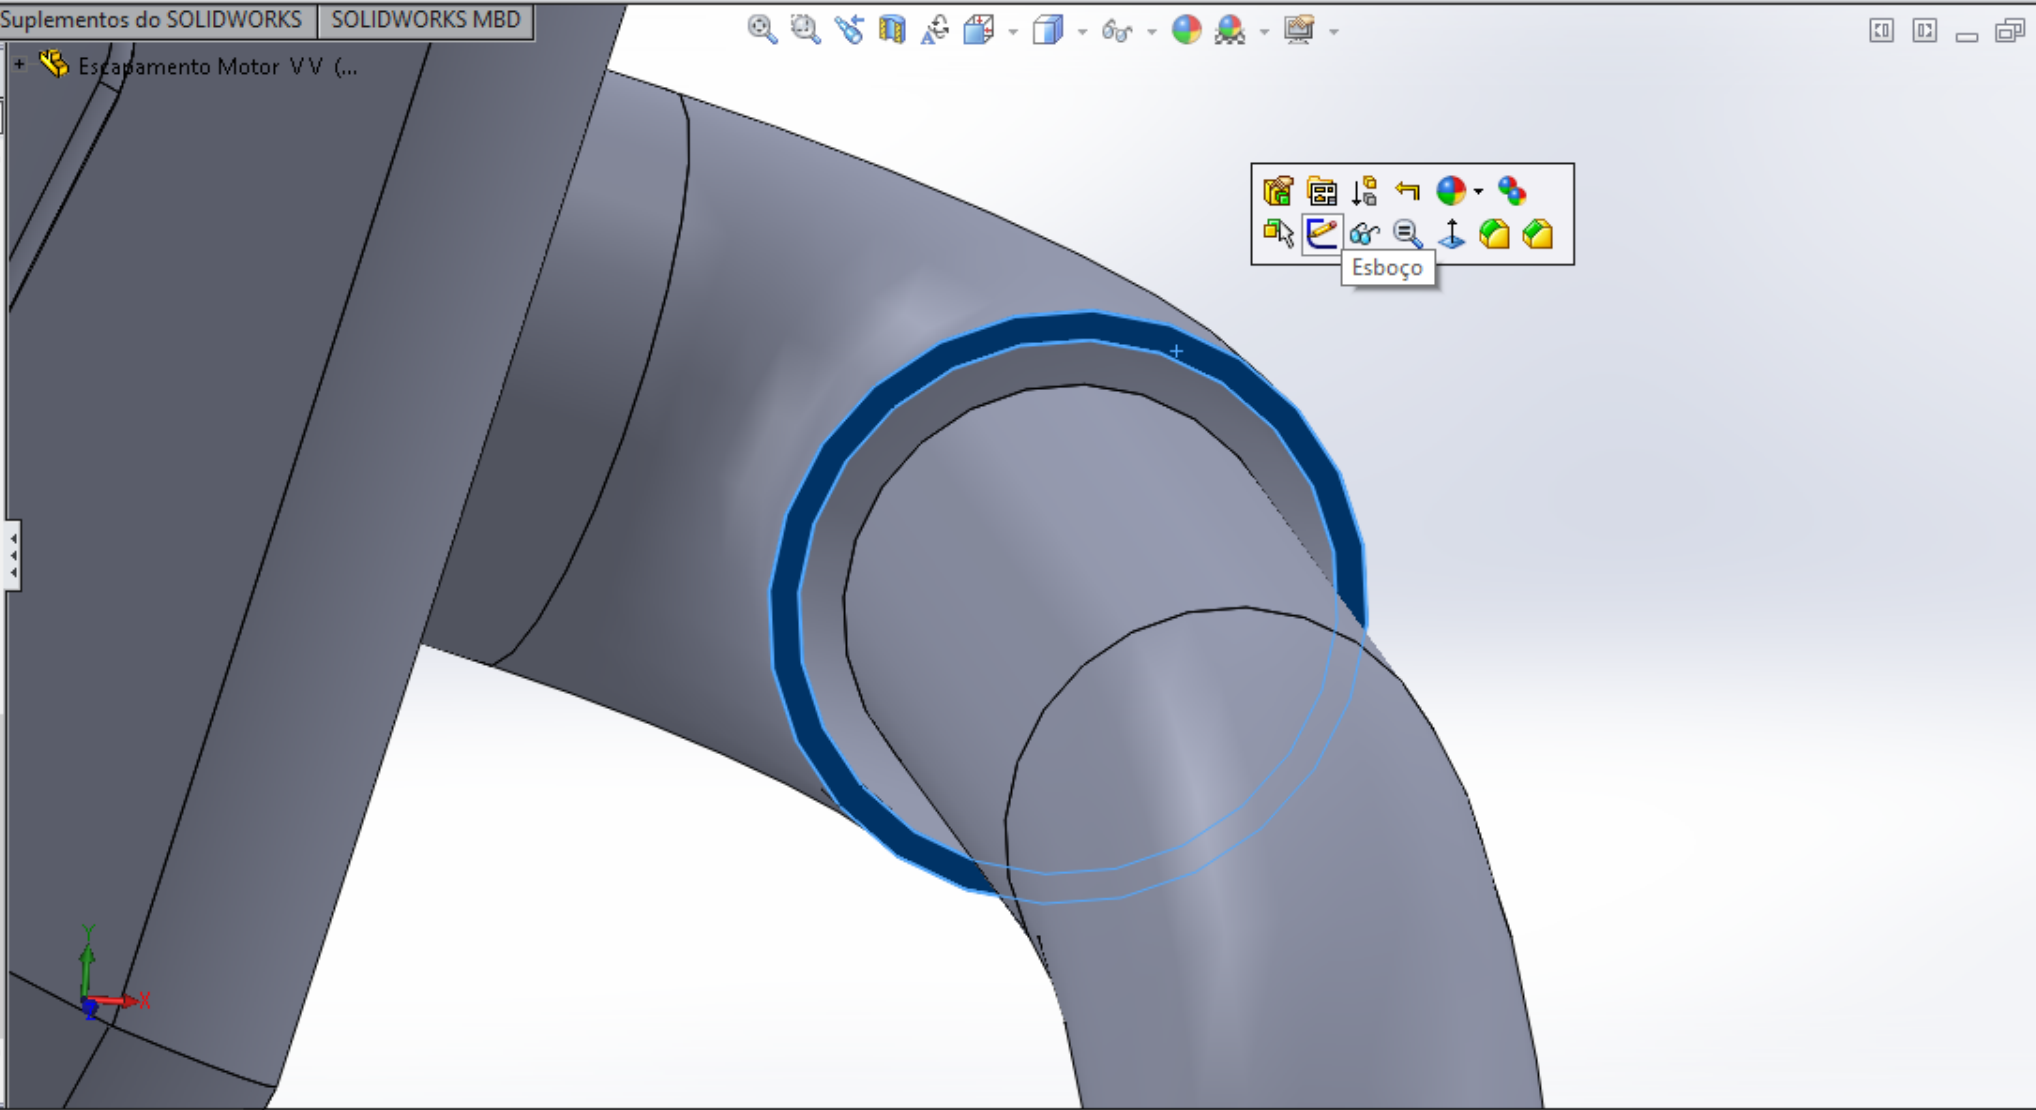 Suplementos do SOLIDWORKS SOLIDWORKS MBD
Escapamento Motor V V (...
Esboço
Y
X
Z